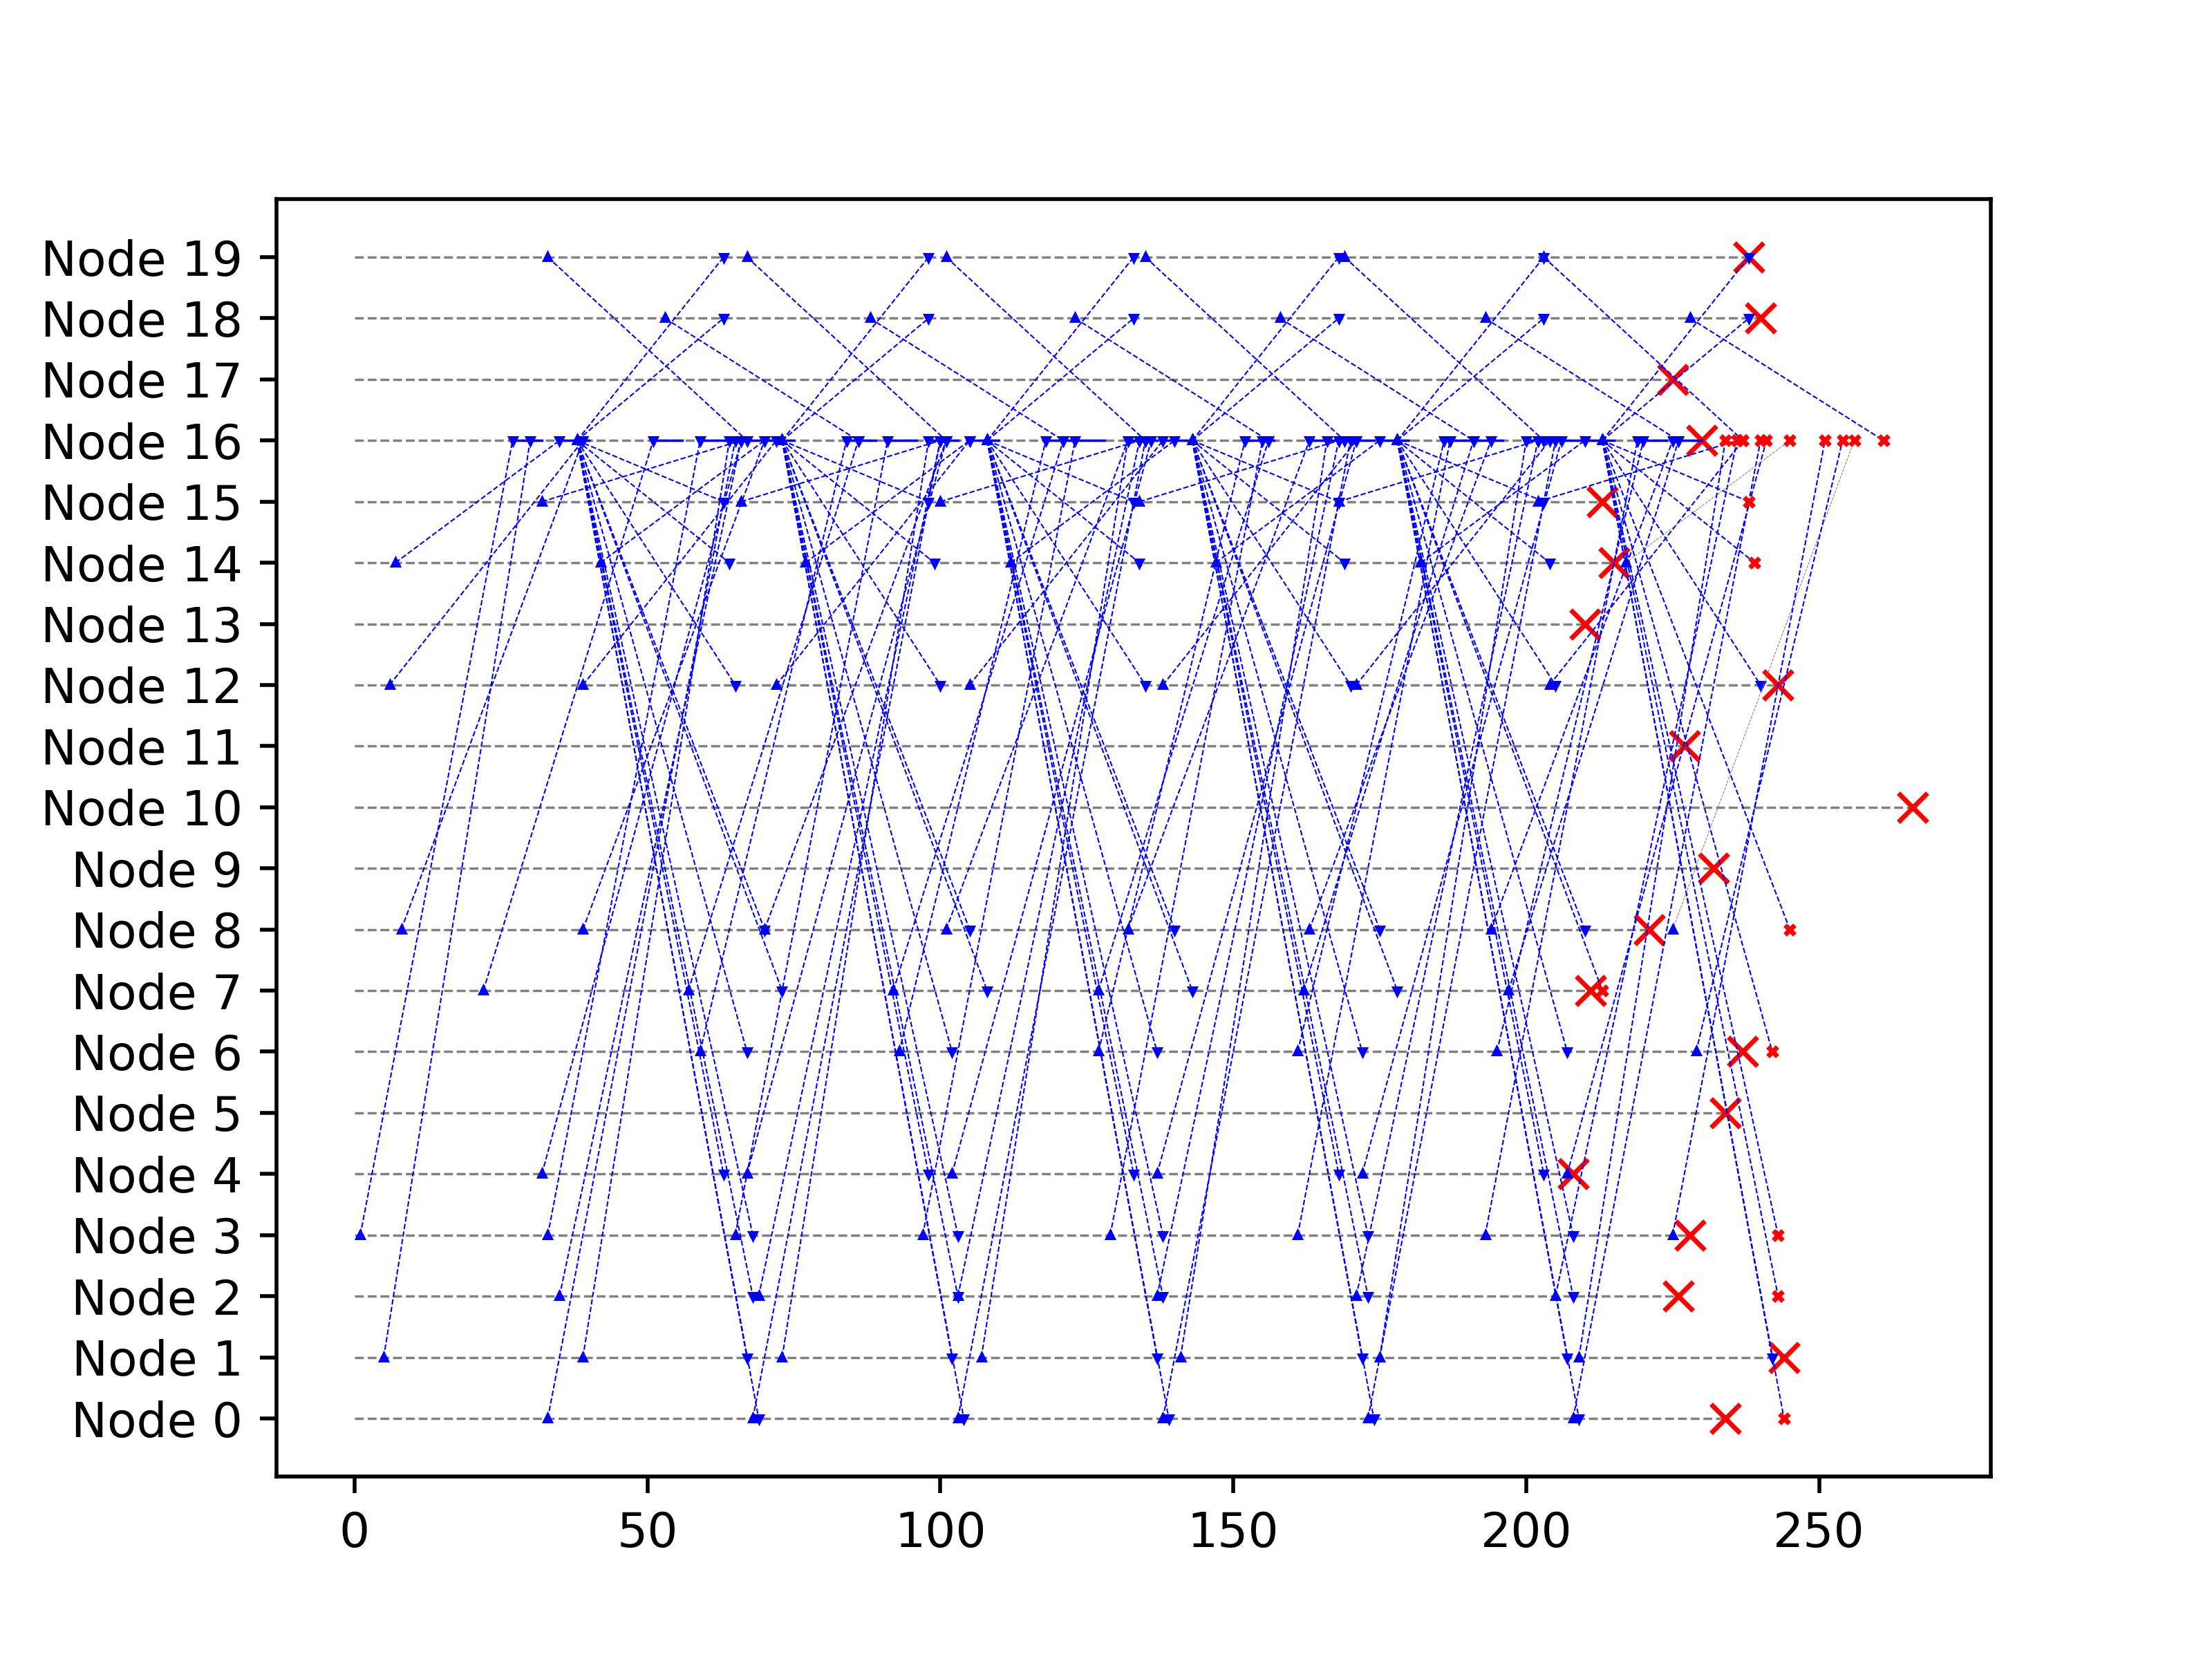 Node 19
Node 18
Node 17
Node 16
Node 15
Node 14
Node 13
Node 12
Node 11
Node 10
Node 9
Node 8
Node 7
Node 6
Node 5
Node 4
Node 3
Node 2
Node 1
Node 0
0 50 100 150 200 250